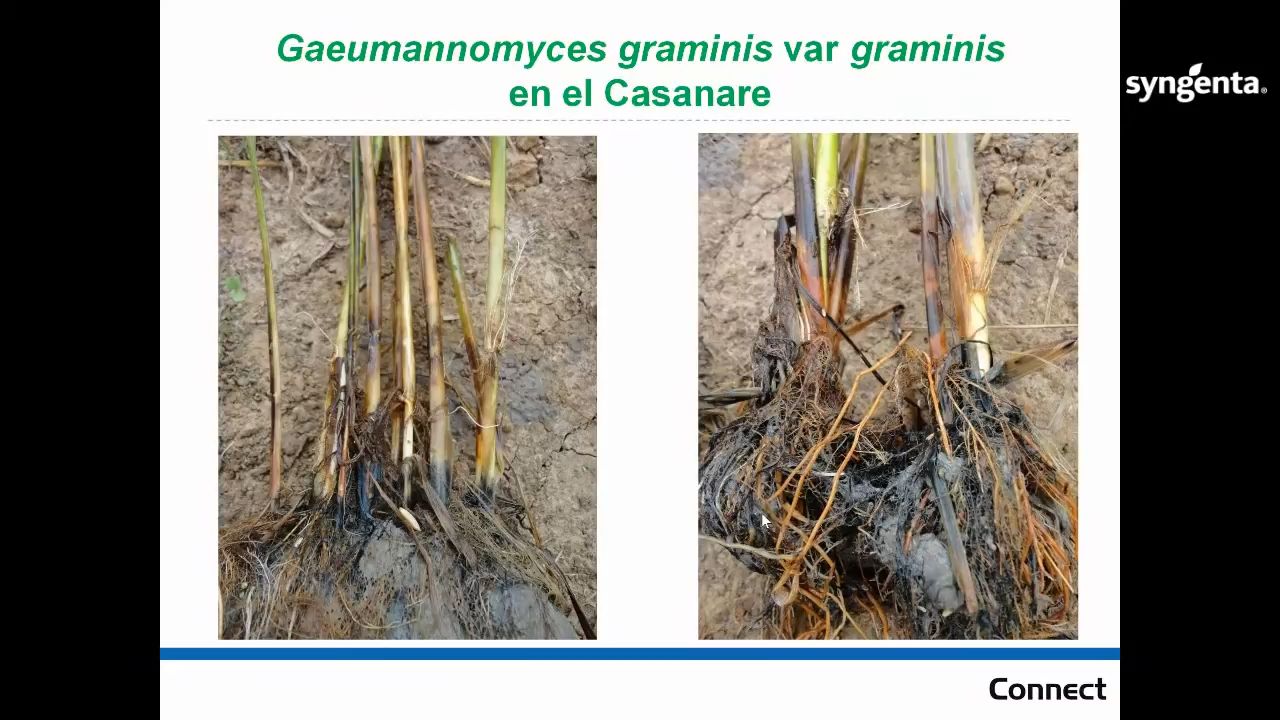 Gaeumannomyces graminis var graminis
en el Casanare
syngenta®
Connect